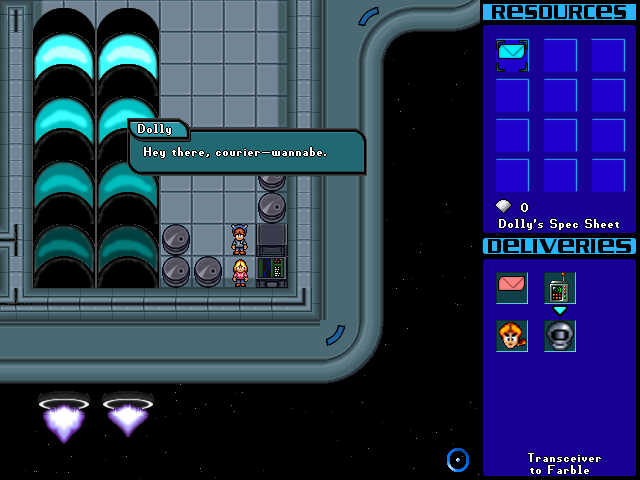 RESOURCES
Dolly
Hey there, courier-wannabe.
0
Dolly's Spec Sheet
DELIVERIES
Transceiver
to Farble